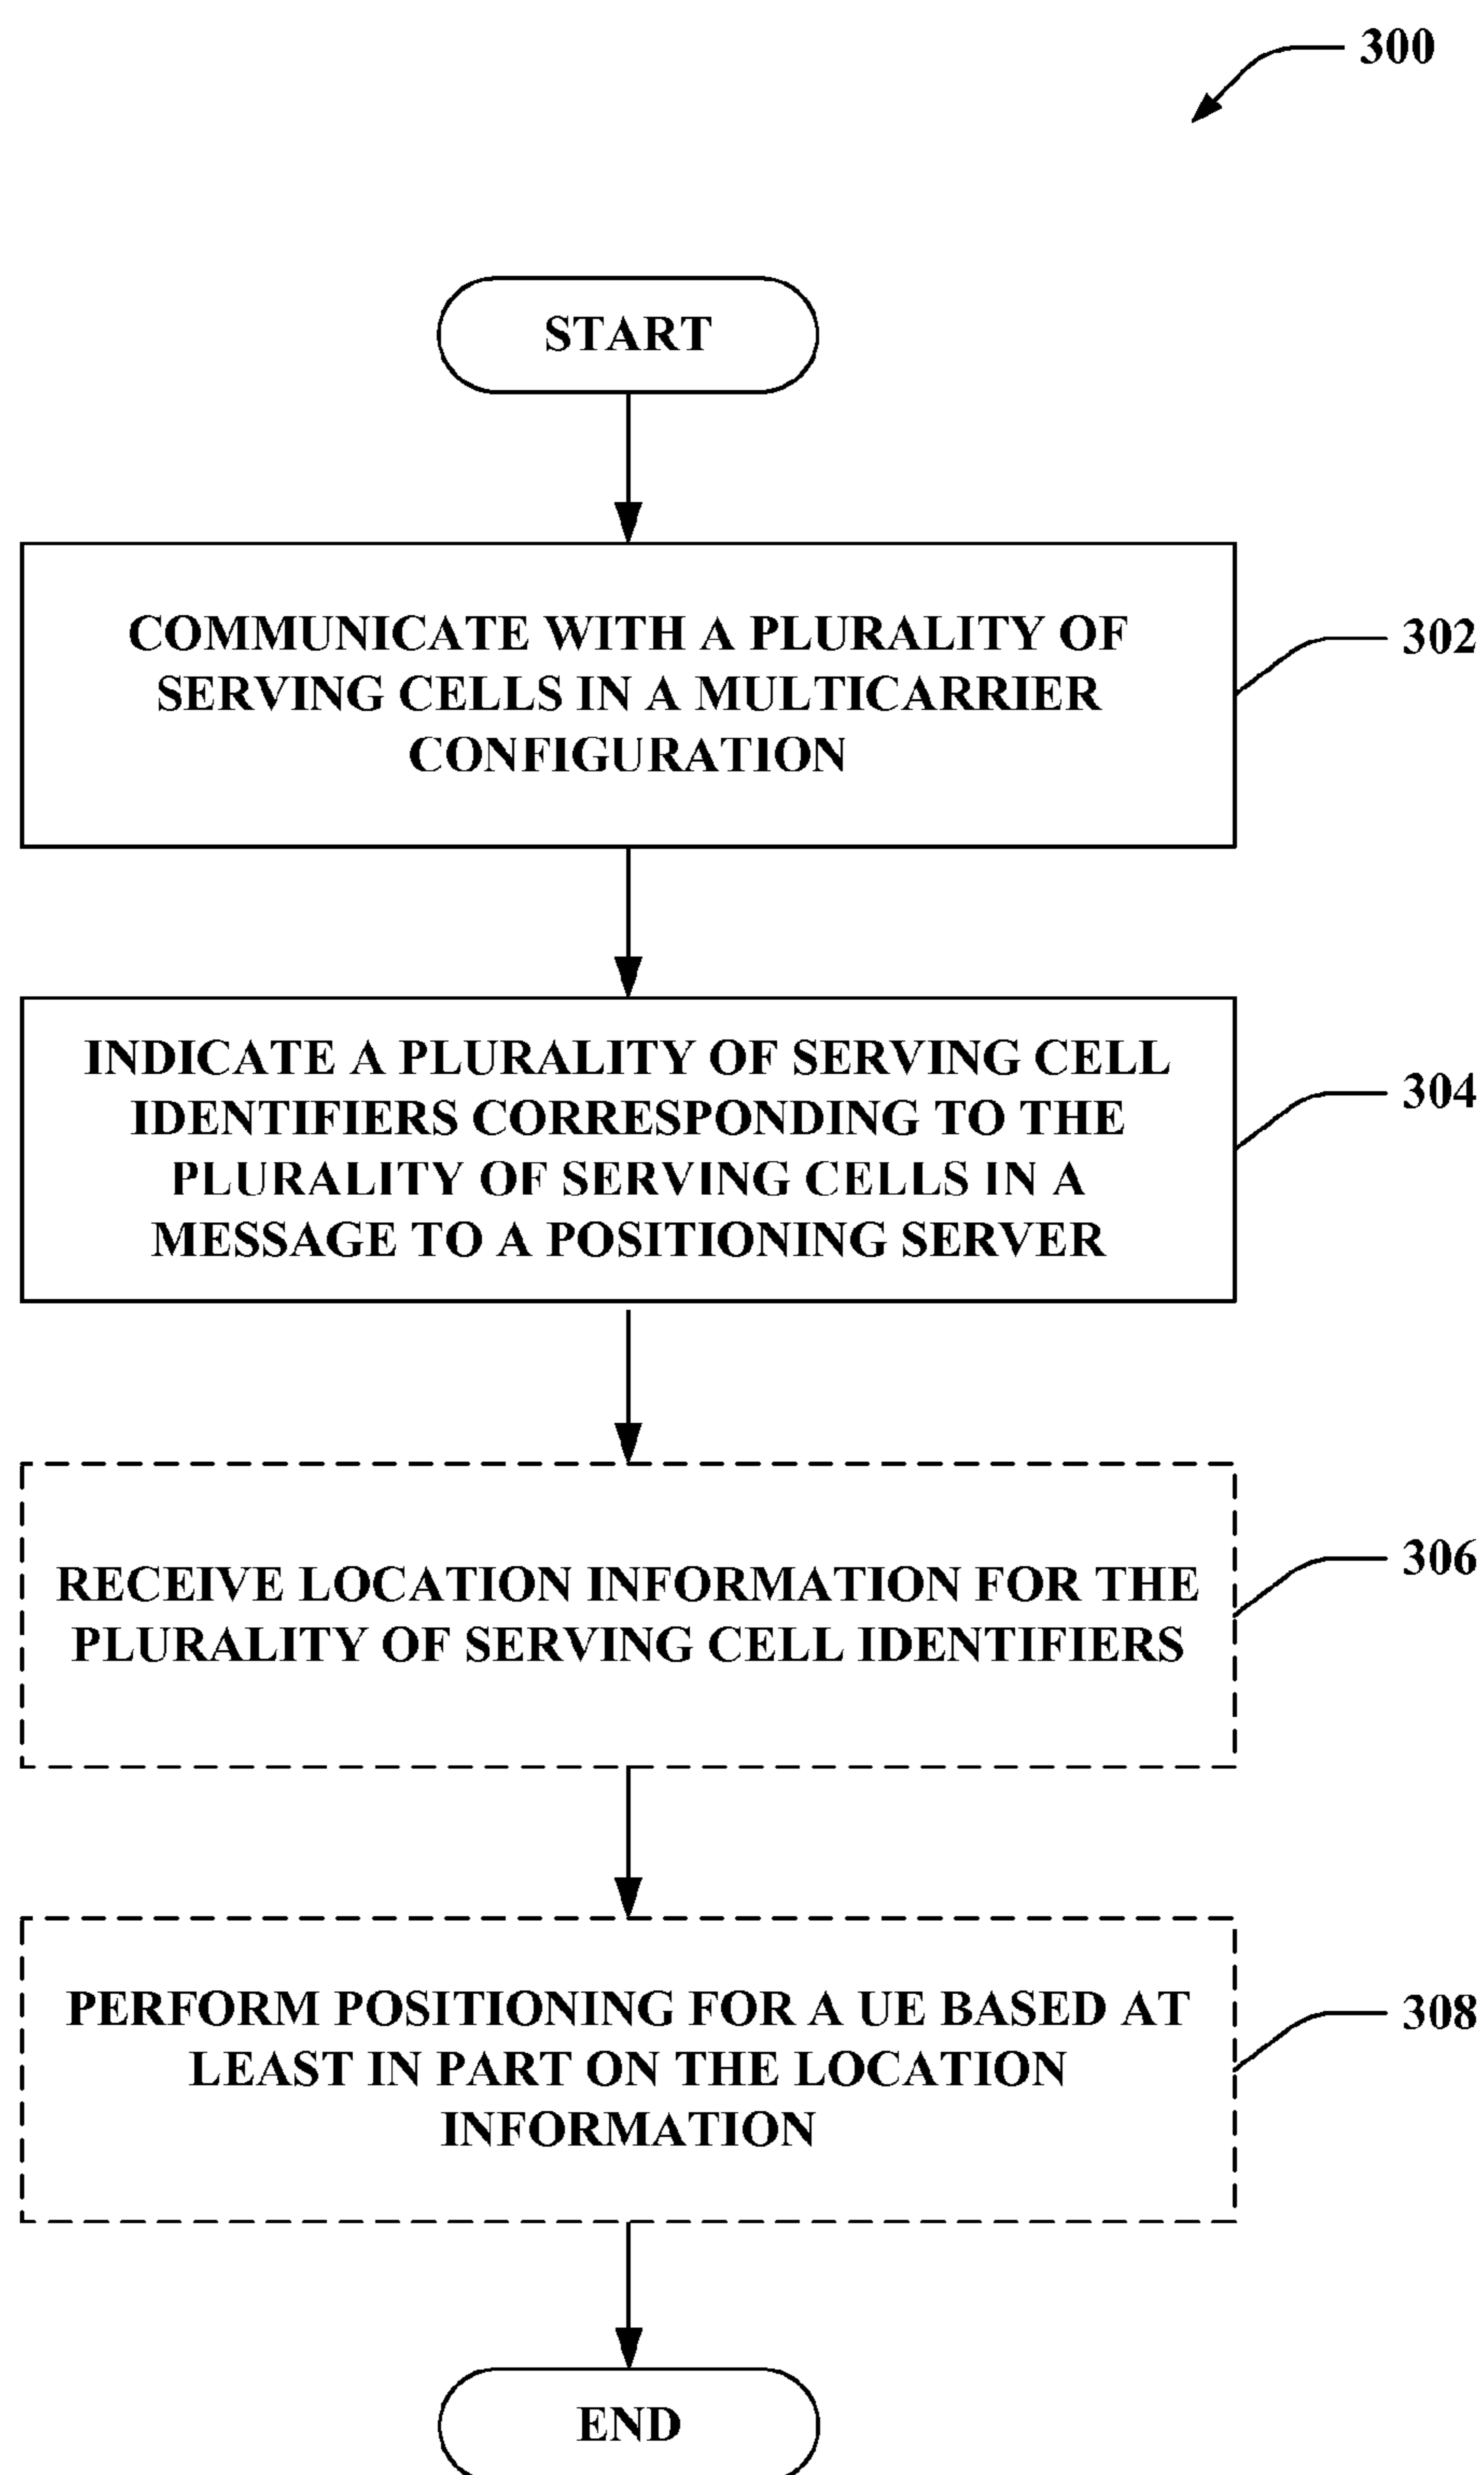 300
START
COMMUNICATE WITH A PLURALITY OF
SERVING CELLS IN A MULTICARRIER
CONFIGURATION
302
INDICATE A PLURALITY OF SERVING CELL
IDENTIFIERS CORRESPONDING TO THE
PLURALITY OF SERVING CELLS IN A
MESSAGE TO A POSITIONING SERVER
304
RECEIVE LOCATION INFORMATION FOR THE
PLURALITY OF SERVING CELL IDENTIFIERS
306
PERFORM POSITIONING FOR A UE BASED AT
LEAST IN PART ON THE LOCATION
INFORMATION
308
END